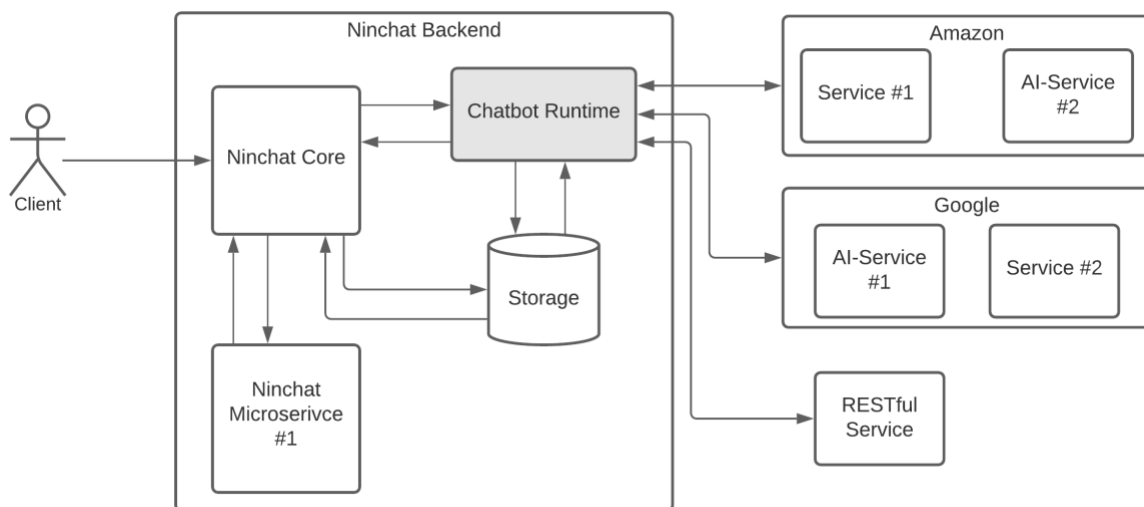 Ninchat Backend
Amazon
Chatbot Runtime
Service #1
AI-Service
#2
Ninchat Core
Client
Google
AI-Service
#1
Service #2
Storage
Ninchat
Microserivce
#1
RESTful
Service